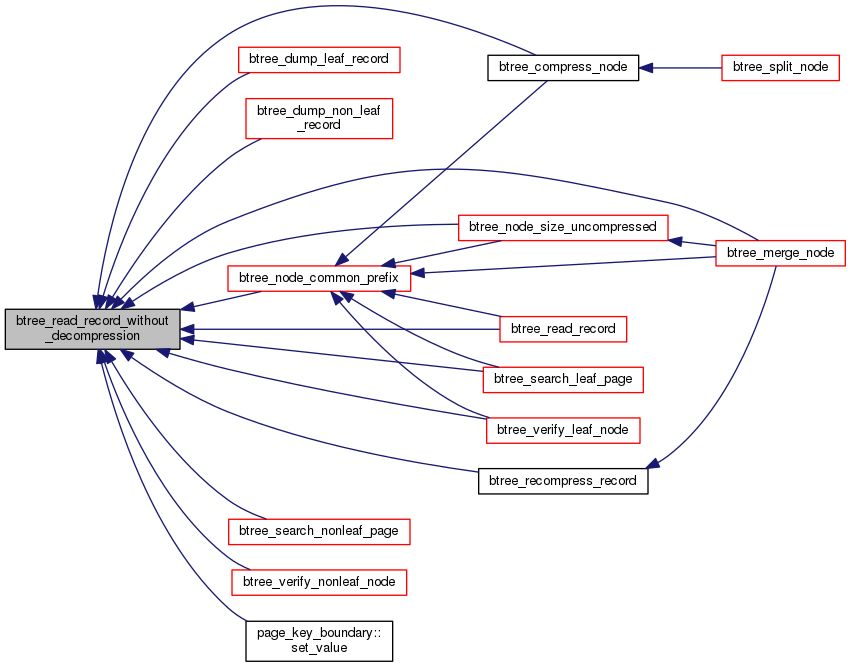 btree_compress_node
btree_split_node
btree_dump_leaf_record
btree_dump_non_leaf
_record
btree_node_size_uncompressed
btree_merge_node
btree_node_common_prefix
btree_read_record_without
_decompression
btree_read_record
btree_search_leaf_page
btree_verify_leaf_node
btree_recompress_record
btree_search_nonleaf_page
btree_verify_nonleaf_node
page_key_boundary::
set_value